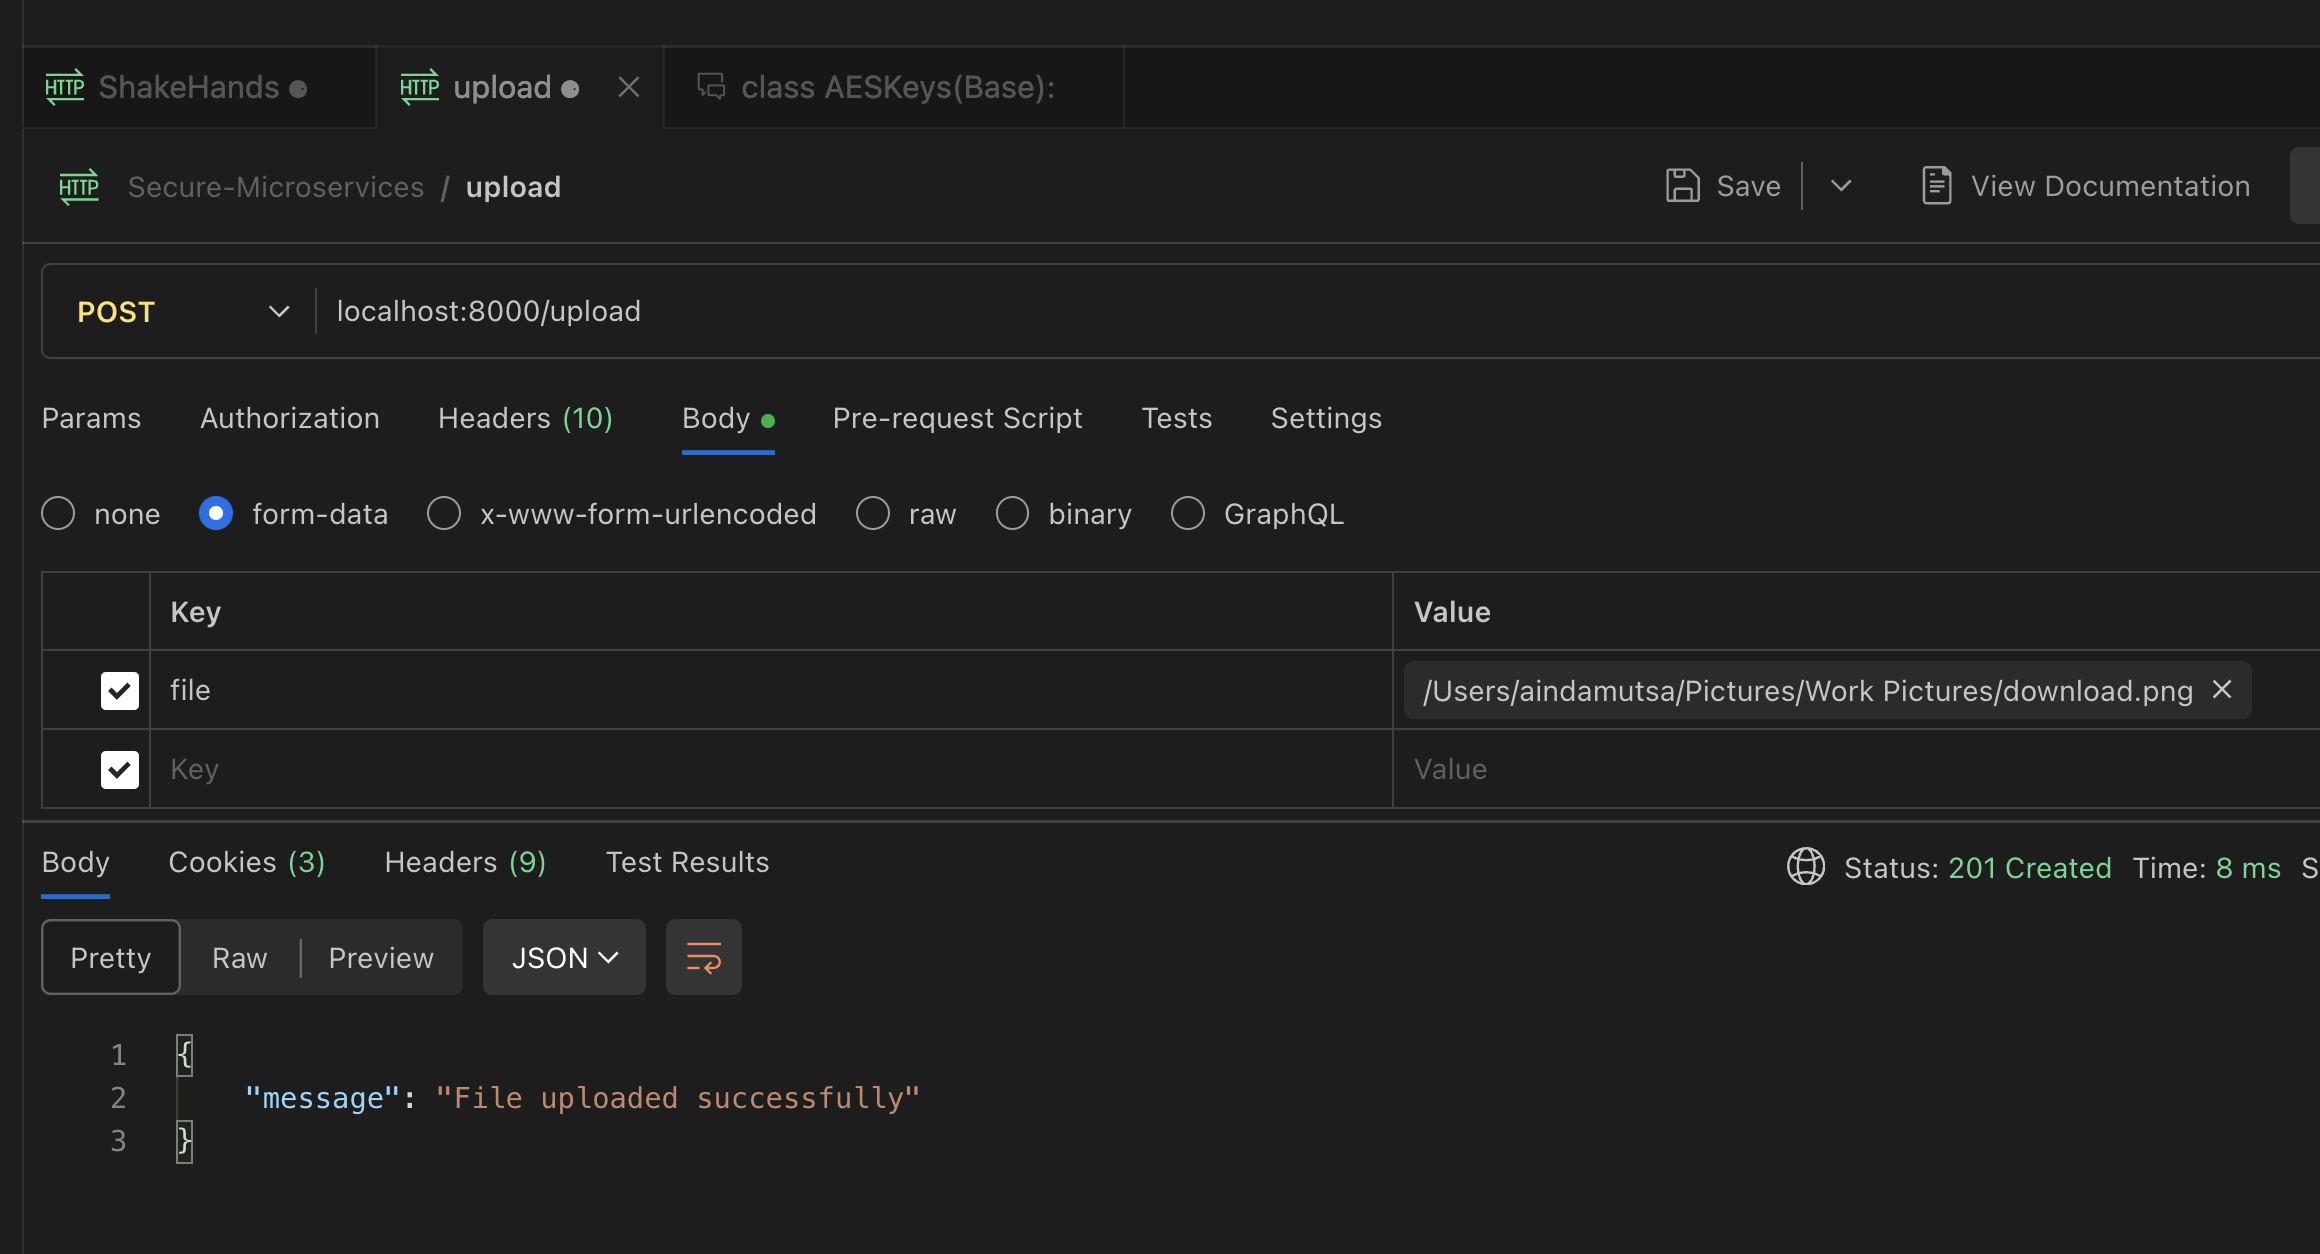 HTTP ShakeHands HTTP upload class AESKeys(Base):
HTTP Secure-Microservices / upload Save View Documentation
POST localhost:8000/upload
Params Authorization Headers (10) Body Pre-request Script Tests Settings
none form-data x-www-form-urlencoded raw binary GraphQL
Key Value
file /Users/aindamutsa/Pictures/Work Pictures/download.png
Key Value
Body Cookies (3) Headers (9) Test Results Status: 201 Created Time: 8 ms S
Pretty Raw Preview JSON
1 {
2 "message": "File uploaded successfully"
3 }